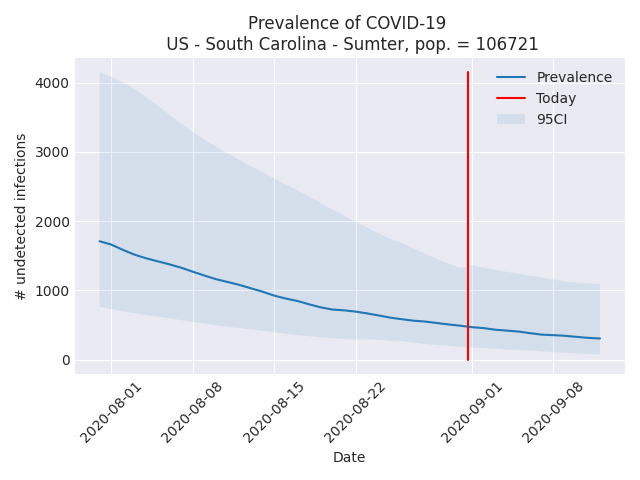 Prevalence of COVID-19
US - South Carolina - Sumter, pop. = 106721
Prevalence
Today
95CI
# undetected infections
4000
3000
2000
1000
0
2020-08-01
2020-08-08
2020-08-15
2020-08-22
2020-09-01
2020-09-08
Date